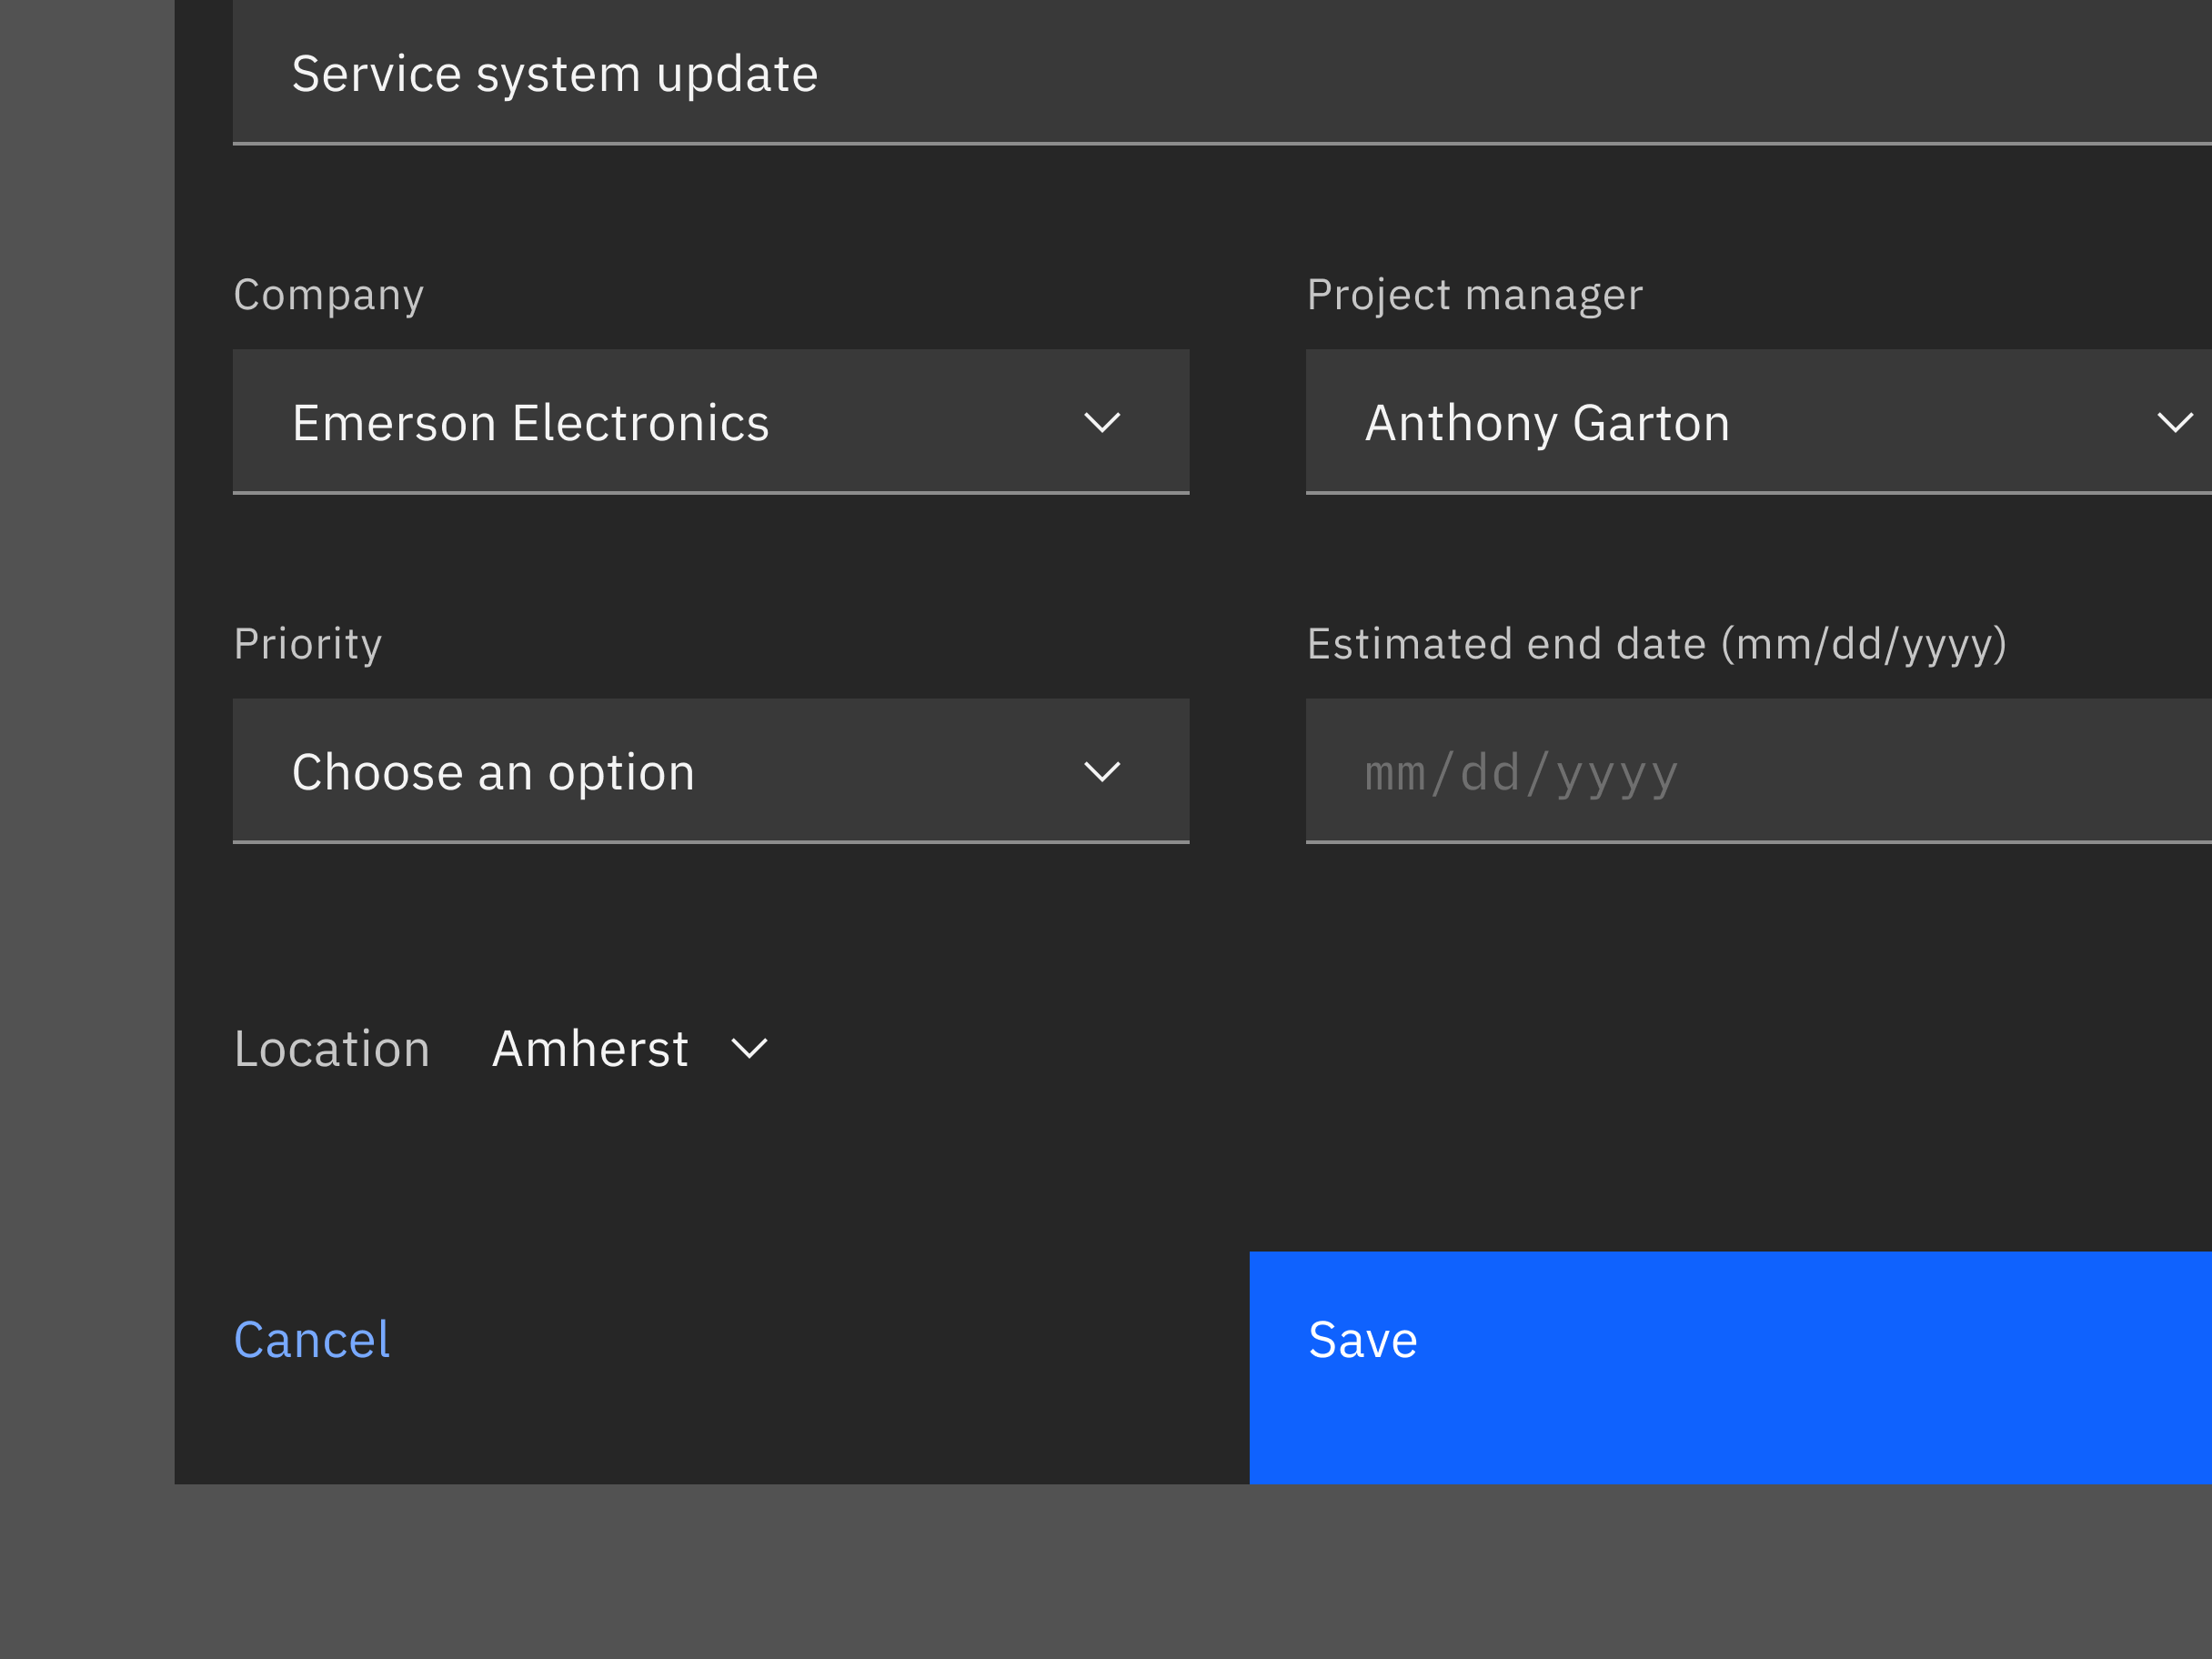 Service system update
Company
Project manager
Emerson Electronics
Anthony Garton
Priority
Estimated end date (mm/dd/yyyy)
Choose an option
mm/dd/yyyy
Location
Amherst
Cancel
Save